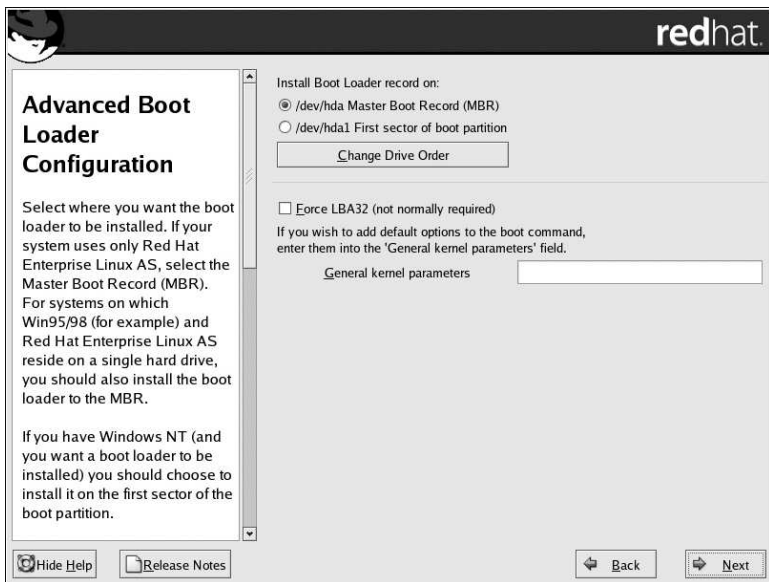 redhat.
Advanced Boot
Loader
Configuration
Select where you want the boot
loader to be installed. If your
system uses only Red Hat
Enterprise Linux AS, select the
Master Boot Record (MBR).
For systems on which
Win95/98 (for example) and
Red Hat Enterprise Linux AS
reside on a single hard drive,
you should also install the boot
loader to the MBR.
If you have Windows NT (and
you want a boot loader to be
installed) you should choose to
install it on the first sector of the
boot partition.
Install Boot Loader record on:
/dev/hda Master Boot Record (MBR)
/dev/hda1 First sector of boot partition
Change Drive Order
Force LBA32 (not normally required)
If you wish to add default options to the boot command,
enter them into the 'General kernel parameters' field.
General kernel parameters
Hide Help
Release Notes
Back
Next